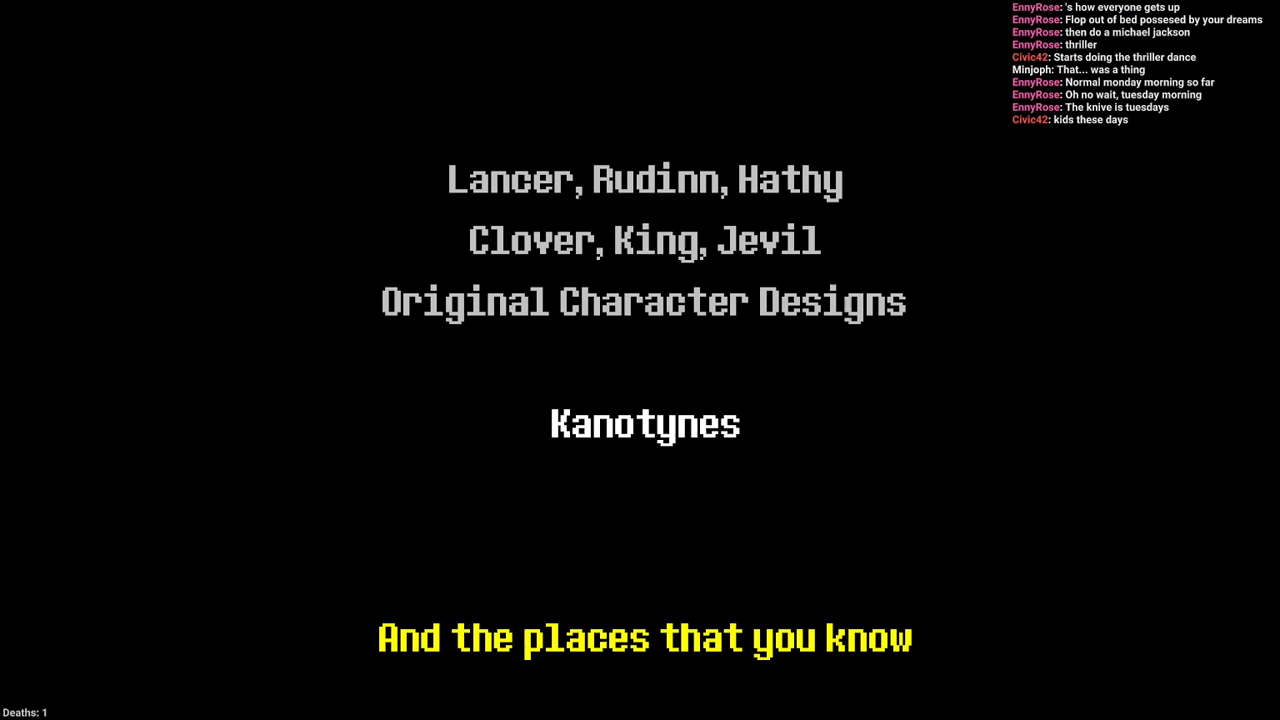 EnnyRose: 's how everyone gets up
EnnyRose: Flop out of bed possesed by your dreams
EnnyRose: then do a michael jackson
EnnyRose: thriller
Civic42: Starts doing the thriller dance
Minjoph: That... was a thing
EnnyRose: Normal monday morning so far
EnnyRose: Oh no wait, tuesday morning
EnnyRose: The knive is tuesdays
Civic42: kids these days
Lancer, Rudinn, Hathy
Clover, King, Jevil
Original Character Designs
Kanotynes
And the places that you know
Deaths: 1